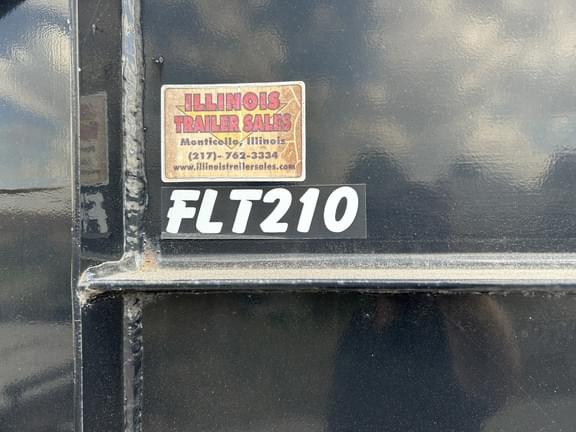 ILLINOIS
TRAILER SALES
Monticello, Illinois
(217)- 762-3334
www.illinoistrailersales.com
FLT210